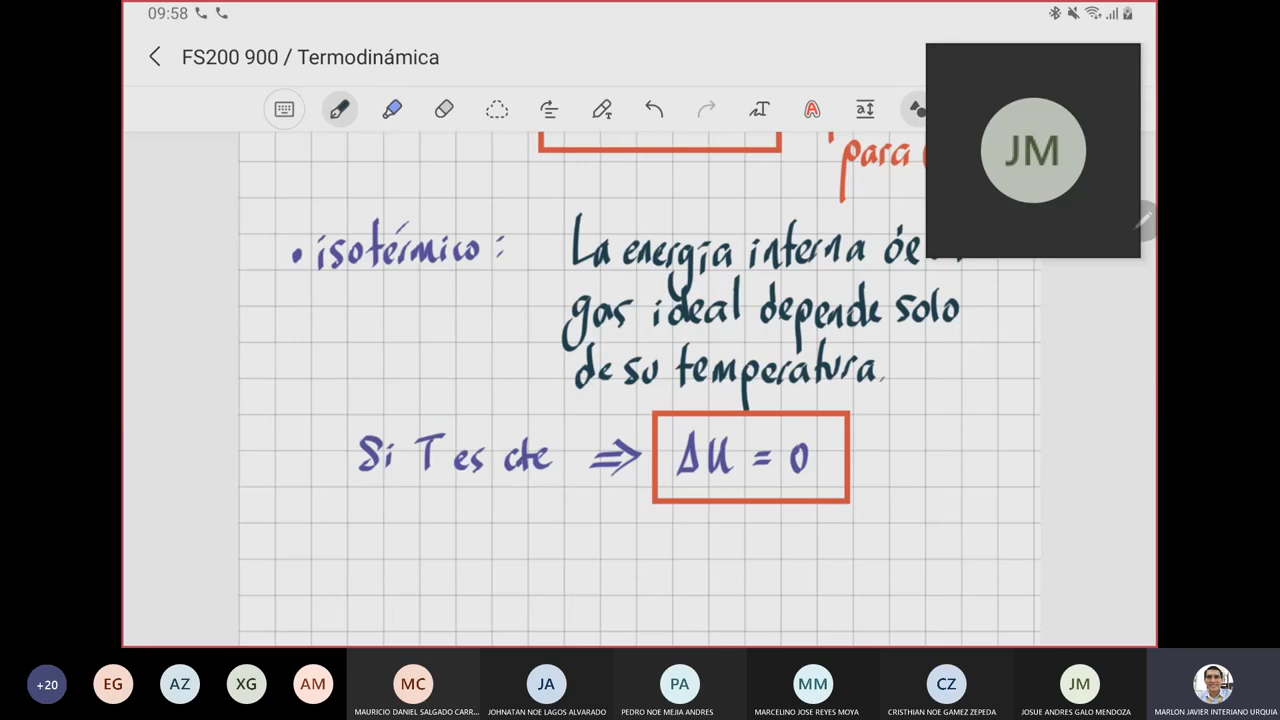 09:58
FS200 900 / Termodinámica
para
• isotérmico: La energía interna de
gas ideal depende solo
de su temperatura.
Si T es cte ⇒ ΔU = 0
JM
+20 EG AZ XG AM MC JA PA MM CZ JM
MAURICIO DANIEL SALGADO CARR... JOHNATAN NOE LAGOS ALVARADO PEDRO NOE MEJIA ANDRES MARCELINO JOSE REYES MOYA CRISTHIAN NOE GAMEZ ZEPEDA JOSUE ANDRES GALO MENDOZA MARLON JAVIER INTERIANO URQUIA